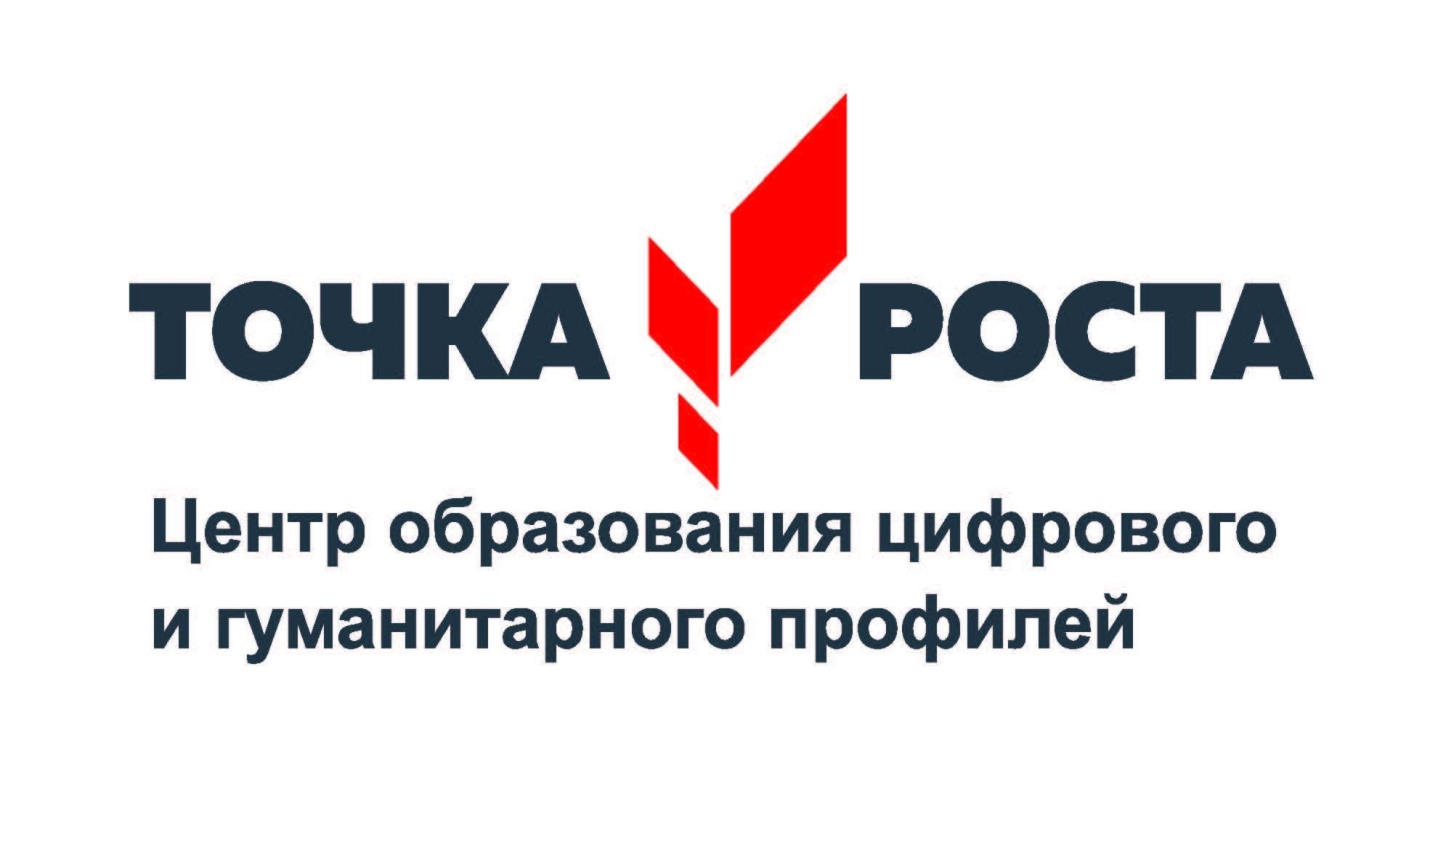 ТОЧКА РОСТА
Центр образования цифрового
и гуманитарного профилей